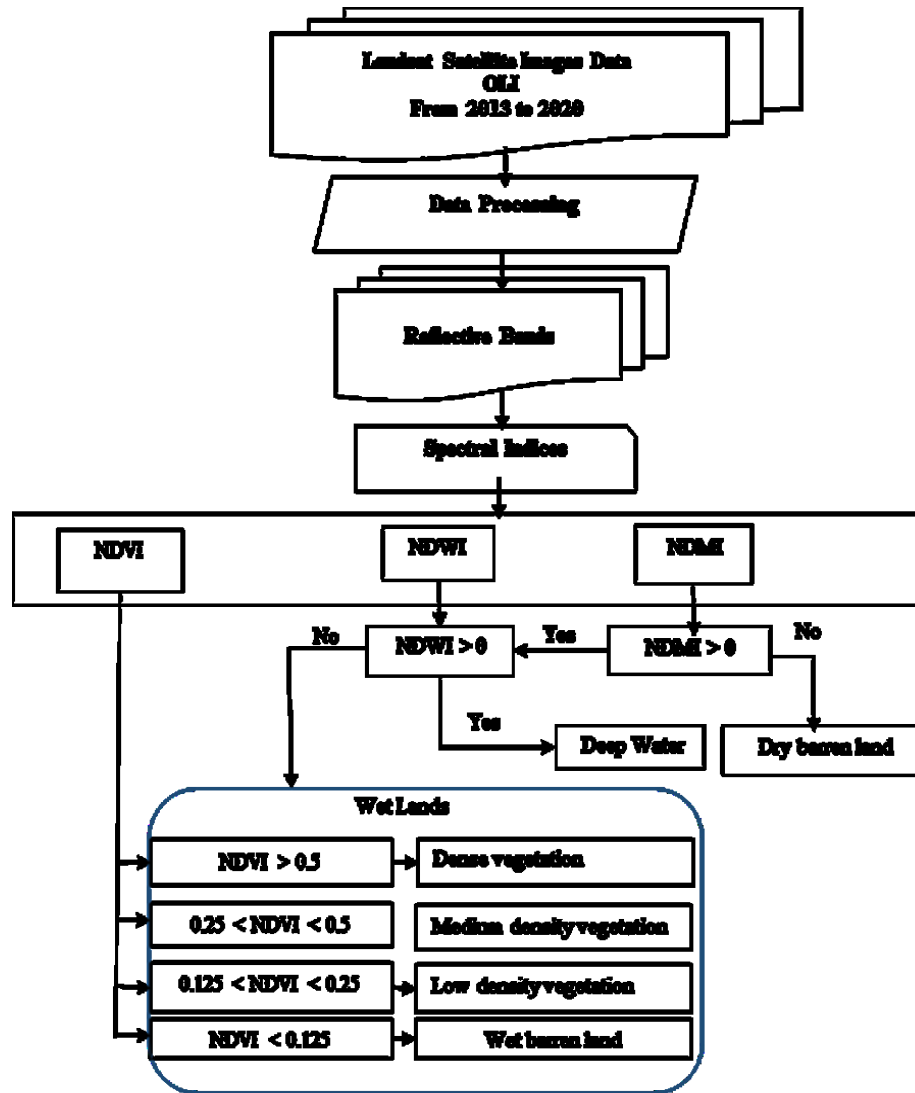 Landsat Satellite Images Data
OLI
From 2013 to 2020
Data Processing
Reflective Bands
Spectral Indices
NDVI
NDWI
NDMI
No
NDWI > 0
Yes
NDMI > 0
No
Yes
Deep Water
Dry barren land
Wet Lands
NDVI > 0.5
Dense vegetation
0.25 < NDVI < 0.5
Medium density vegetation
0.125 < NDVI < 0.25
Low density vegetation
NDVI < 0.125
Wet barren land